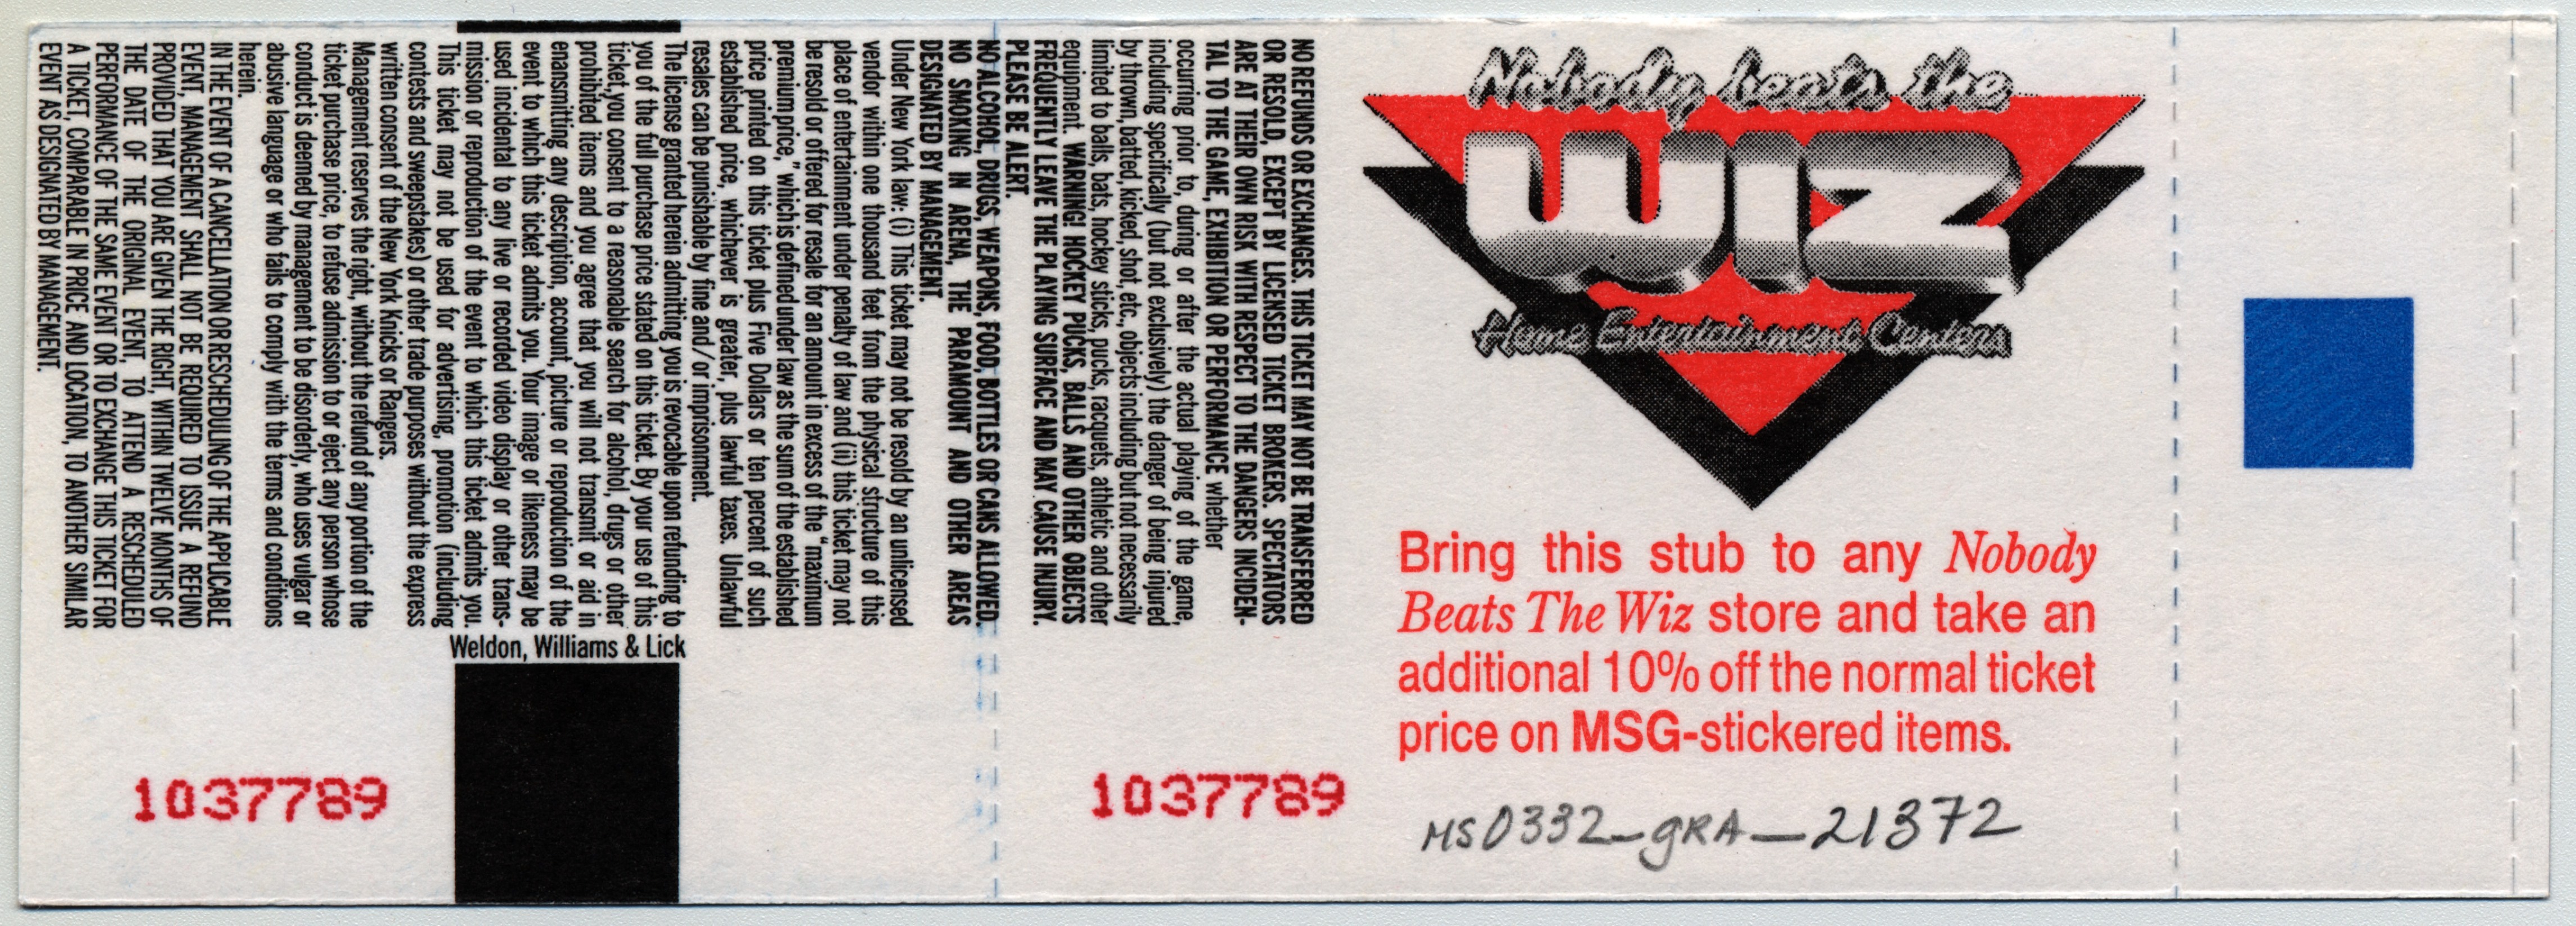 NO REFUNDS OR EXCHANGES. THIS TICKET MAY NOT BE TRANSFERRED
OR RESOLD, EXCEPT BY LICENSED TICKET BROKERS. SPECTATORS
ARE AT THEIR OWN RISK WITH RESPECT TO THE DANGERS INCIDEN-
TAL TO THE GAME, EXHIBITION OR PERFORMANCE whether
occurring prior to, during or after the actual playing of the game,
including specifically (but not exclusively) the danger of being injured
by thrown, batted, kicked, shot, etc., objects including but not necessarily
limited to balls, bats, hockey sticks, pucks, racquets, athletic and other
equipment. WARNING! HOCKEY PUCKS, BALLS AND OTHER OBJECTS
FREQUENTLY LEAVE THE PLAYING SURFACE AND MAY CAUSE INJURY.
PLEASE BE ALERT.
NO ALCOHOL, DRUGS, WEAPONS, FOOD, BOTTLES OR CANS ALLOWED.
NO SMOKING IN ARENA, THE PARAMOUNT AND OTHER AREAS
DESIGNATED BY MANAGEMENT.
Under New York law: (i) This ticket may not be resold by an unlicensed
vendor within one thousand feet from the physical structure of this
place of entertainment under penalty of law and (ii) this ticket may not
be resold or offered for resale for an amount in excess of the "maximum
premium price," which is defined under law as the sum of the established
price printed on this ticket plus Five Dollars or ten percent of such
established price, whichever is greater, plus lawful taxes. Unlawful
resales can be punishable by fine and/or imprisonment.
The license granted herein admitting you is revocable upon refunding to
you of the full purchase price stated on this ticket. By your use of this
ticket, you consent to a reasonable search for alcohol, drugs or other
prohibited items and you agree that you will not transmit or aid in
transmitting any description, account, picture or reproduction of the
event to which this ticket admits you. Your image or likeness may be
used incidental to any live or recorded video display or other trans-
mission or reproduction of the event to which this ticket admits you.
This ticket may not be used for advertising, promotion (including
contests and sweepstakes) or other trade purposes without the express
written consent of the New York Knicks or Rangers.
Management reserves the right, without the refund of any portion of the
ticket purchase price, to refuse admission to or eject any person whose
conduct is deemed by management to be disorderly, who uses vulgar or
abusive language or who fails to comply with the terms and conditions
herein.
IN THE EVENT OF A CANCELLATION OR RESCHEDULING OF THE APPLICABLE
EVENT, MANAGEMENT SHALL NOT BE REQUIRED TO ISSUE A REFUND
PROVIDED THAT YOU ARE GIVEN THE RIGHT, WITHIN TWELVE MONTHS OF
THE DATE OF THE ORIGINAL EVENT, TO ATTEND A RESCHEDULED
PERFORMANCE OF THE SAME EVENT OR TO EXCHANGE THIS TICKET FOR
A TICKET, COMPARABLE IN PRICE AND LOCATION, TO ANOTHER SIMILAR
EVENT AS DESIGNATED BY MANAGEMENT.
Weldon, Williams & Lick
1037789
1037789
Nobody beats the
WIZ
Home Entertainment Centers
Bring this stub to any Nobody
Beats The Wiz store and take an
additional 10% off the normal ticket
price on MSG-stickered items.
MS0332-gRA-21372